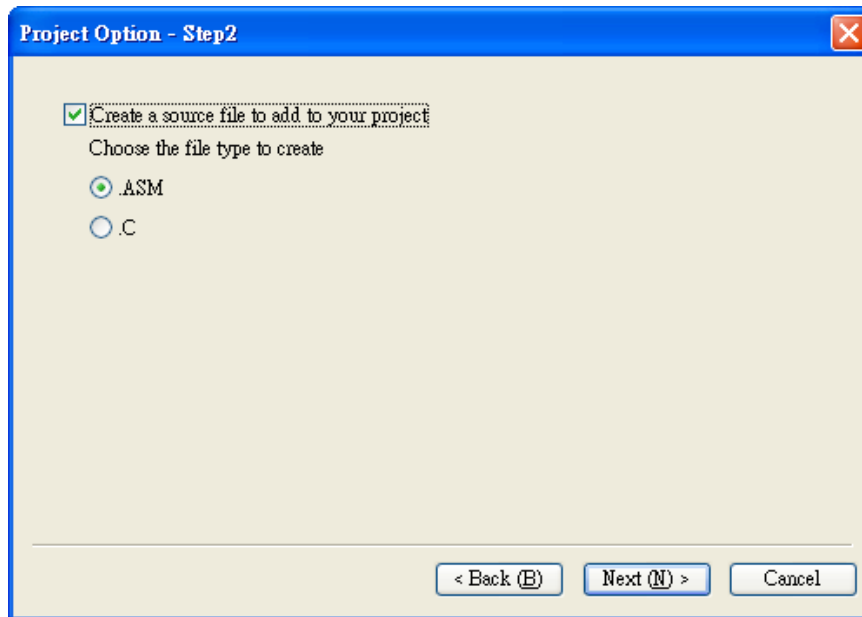 Project Option - Step2
Create a source file to add to your project
Choose the file type to create
.ASM
.C
< Back (B)
Next (N) >
Cancel